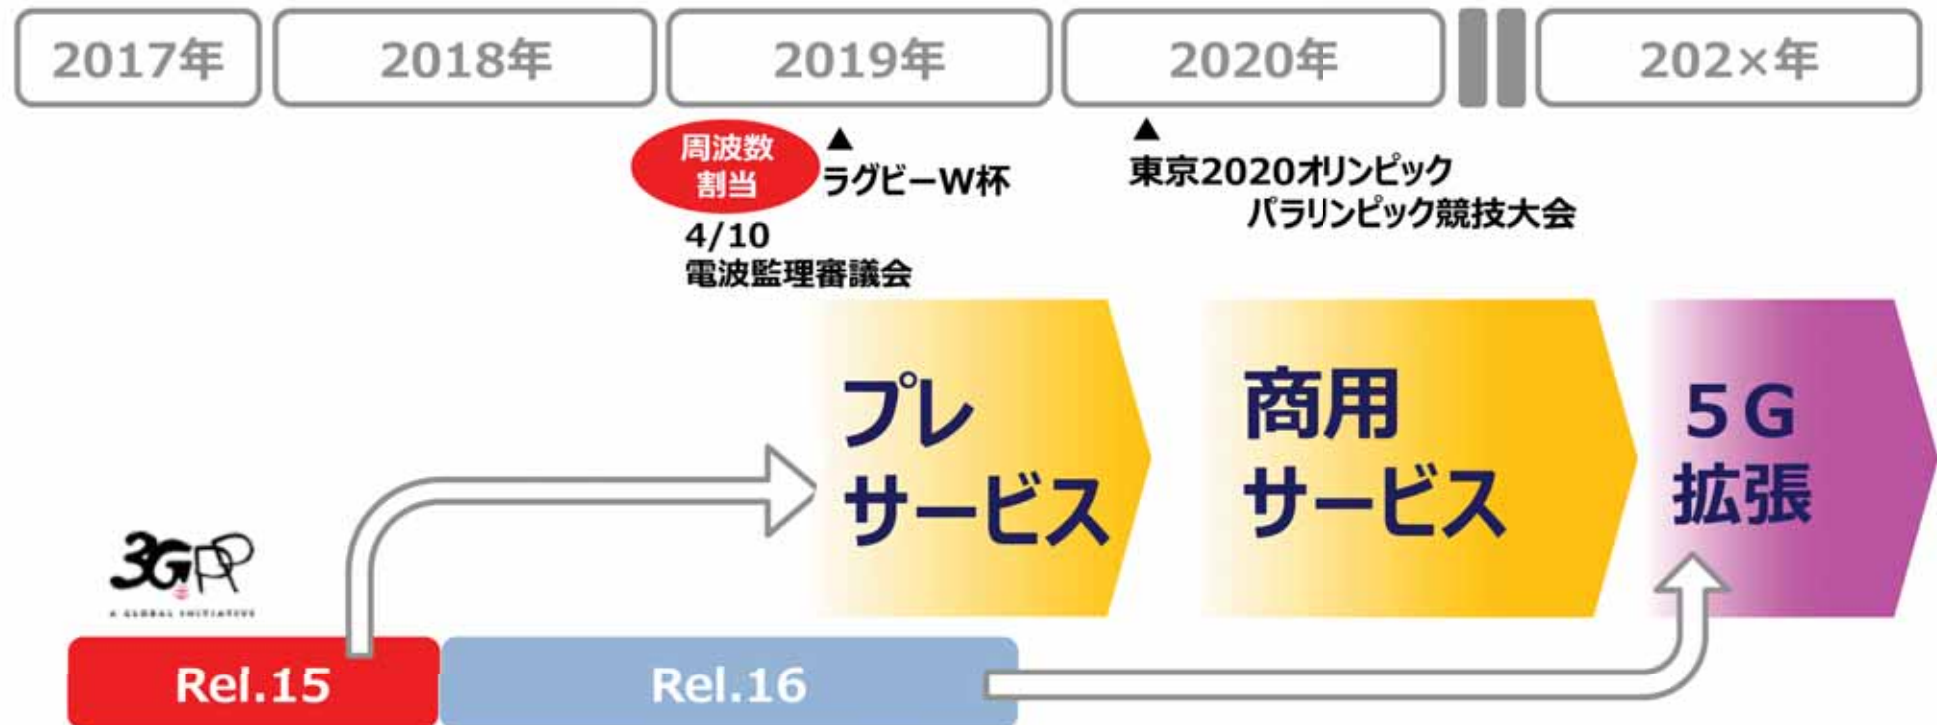 2017年
2018年
2019年
2020年
202×年
周波数
割当
▲
ラグビーW杯
4/10
電波監理審議会
▲
東京2020オリンピック
パラリンピック競技大会
プレ
サービス
商用
サービス
5G
拡張
3GPP
A GLOBAL INITIATIVE
Rel.15
Rel.16